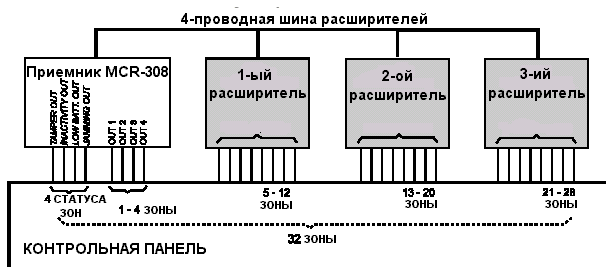 4-проводная шина расширителей
Приемник MCR-308
TAMPER OUT
INACTIVITY OUT
LOW BATT. OUT
JAMMING OUT
OUT 1
OUT 2
OUT 3
OUT 4
1-ый
расширитель
2-ой
расширитель
3-ий
расширитель
4 СТАТУСА
ЗОН
1 - 4 ЗОНЫ
5 - 12
ЗОНЫ
13 - 20
ЗОНЫ
21 - 28
ЗОНЫ
32 ЗОНЫ
КОНТРОЛЬНАЯ ПАНЕЛЬ